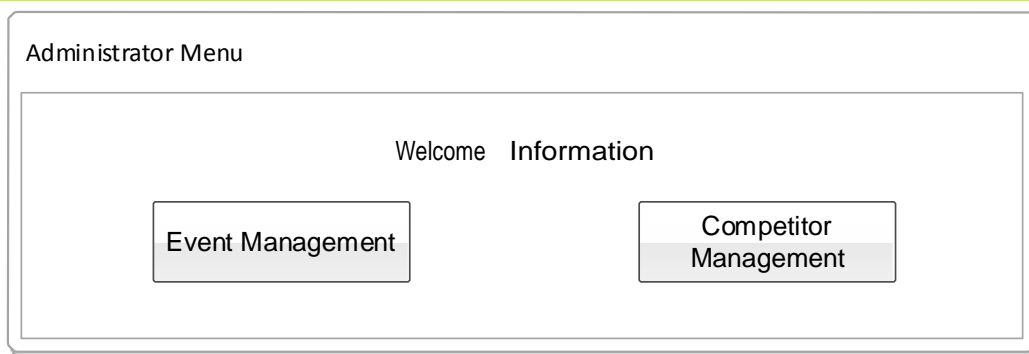 Administrator Menu
Welcome Information
Event Management
Competitor
Management